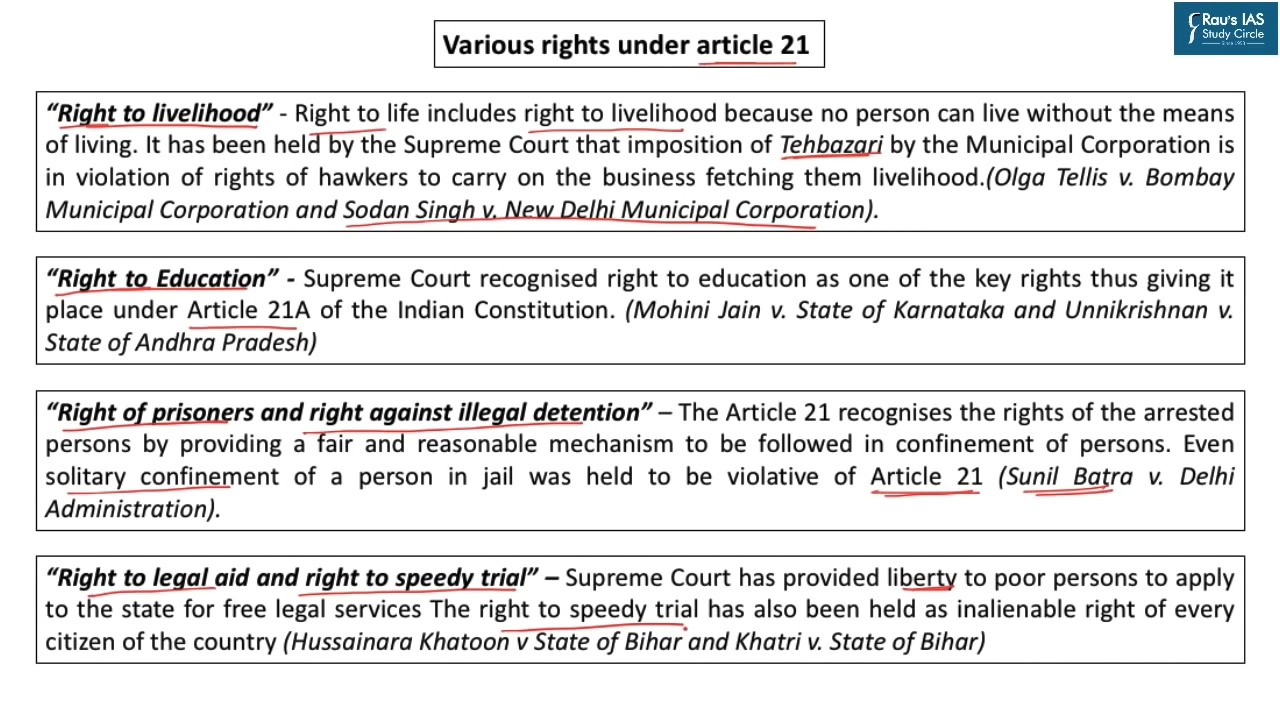 Various rights under article 21
Rau's IAS
Study Circle
Since 1953
“Right to livelihood” - Right to life includes right to livelihood because no person can live without the means
of living. It has been held by the Supreme Court that imposition of Tehbazari by the Municipal Corporation is
in violation of rights of hawkers to carry on the business fetching them livelihood.(Olga Tellis v. Bombay
Municipal Corporation and Sodan Singh v. New Delhi Municipal Corporation).
“Right to Education” - Supreme Court recognised right to education as one of the key rights thus giving it
place under Article 21A of the Indian Constitution. (Mohini Jain v. State of Karnataka and Unnikrishnan v.
State of Andhra Pradesh)
“Right of prisoners and right against illegal detention” – The Article 21 recognises the rights of the arrested
persons by providing a fair and reasonable mechanism to be followed in confinement of persons. Even
solitary confinement of a person in jail was held to be violative of Article 21 (Sunil Batra v. Delhi
Administration).
“Right to legal aid and right to speedy trial” – Supreme Court has provided liberty to poor persons to apply
to the state for free legal services The right to speedy trial has also been held as inalienable right of every
citizen of the country (Hussainara Khatoon v State of Bihar and Khatri v. State of Bihar)